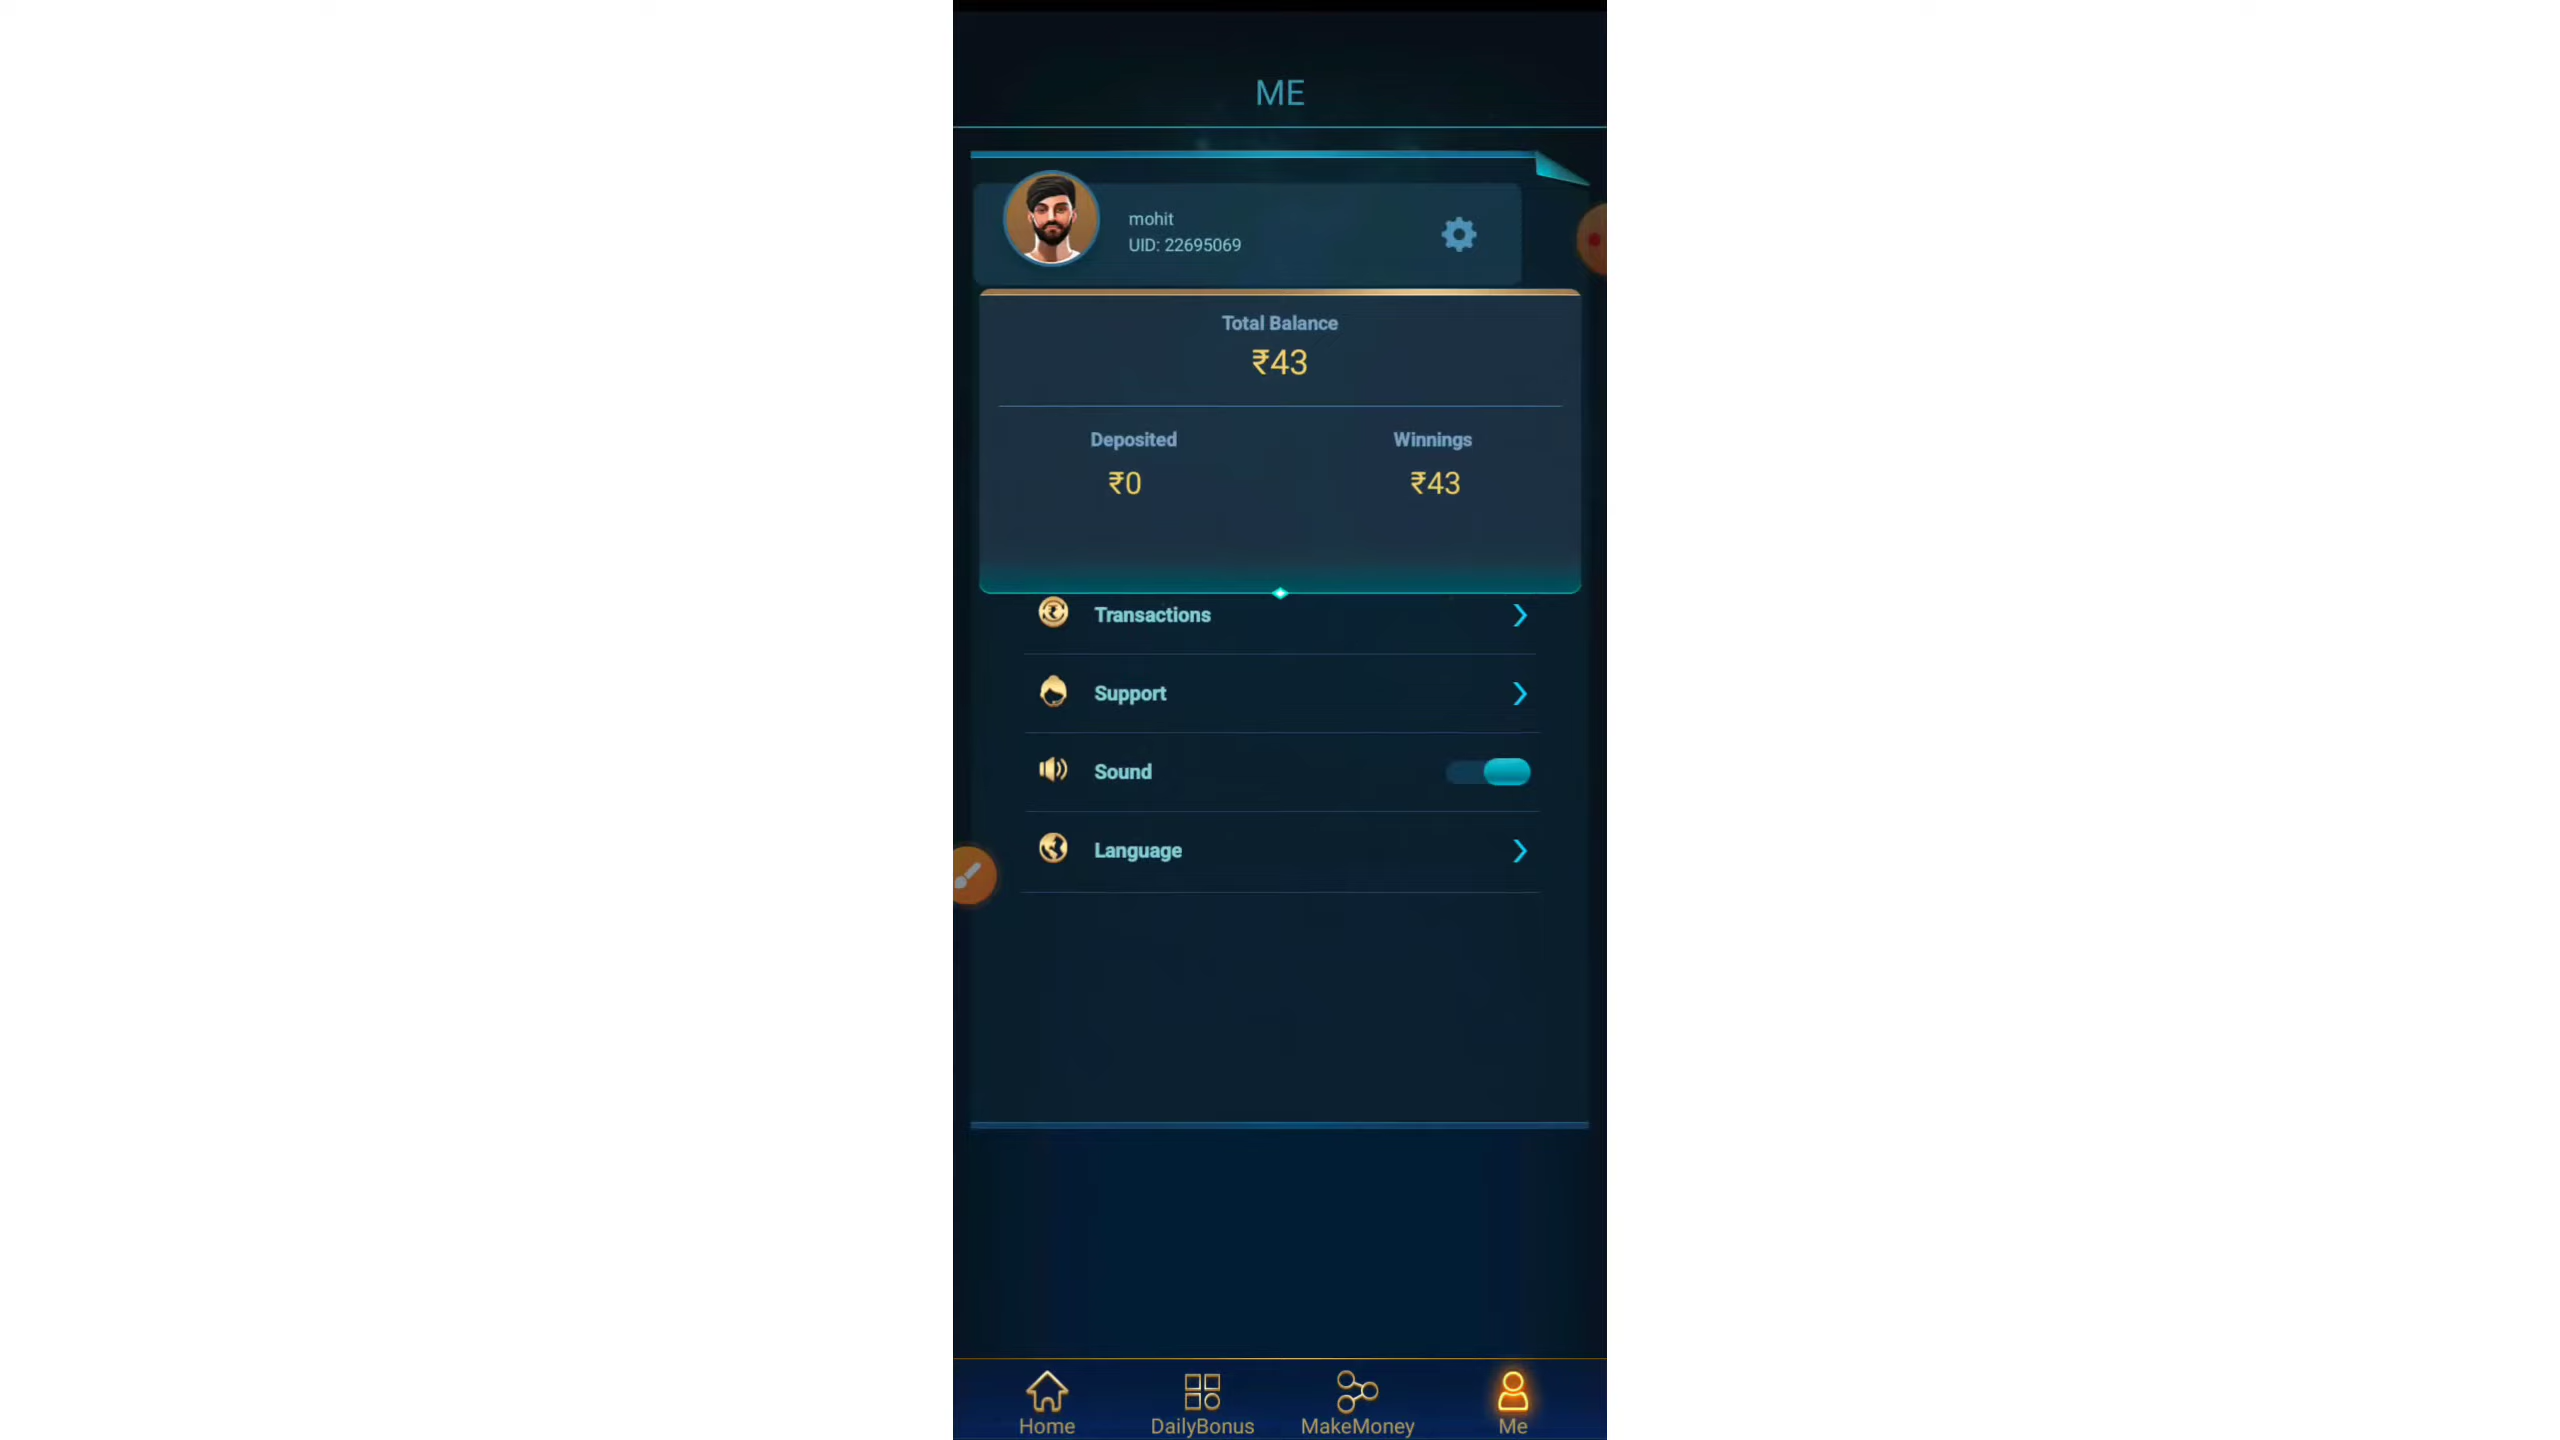 ME
mohit
UID: 22695069
Total Balance
₹43
Deposited
Winnings
₹0
₹43
Transactions
Support
Sound
Language
Home
DailyBonus
MakeMoney
Me